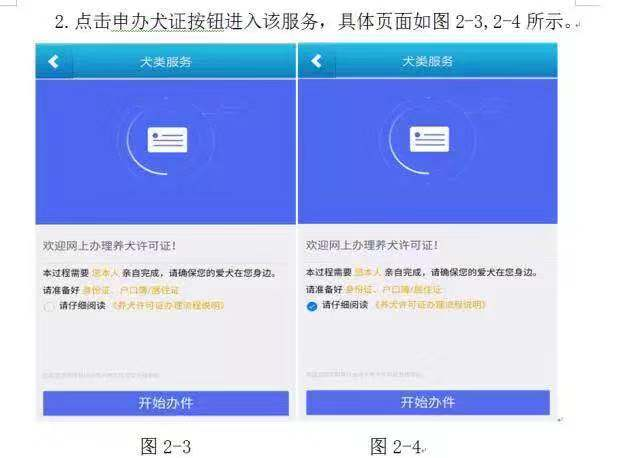 2.点击申办犬证按钮进入该服务，具体页面如图 2-3,2-4 所示。
犬类服务
欢迎网上办理养犬许可证！
本过程需要 您本人 亲自完成，请确保您的爱犬在您身边。
请准备好 身份证、户口簿/居住证
请仔细阅读 《养犬许可证办理流程说明》
开始办件
图 2-3
犬类服务
欢迎网上办理养犬许可证！
本过程需要 您本人 亲自完成，请确保您的爱犬在您身边。
请准备好 身份证、户口簿/居住证
请仔细阅读 《养犬许可证办理流程说明》
开始办件
图 2-4